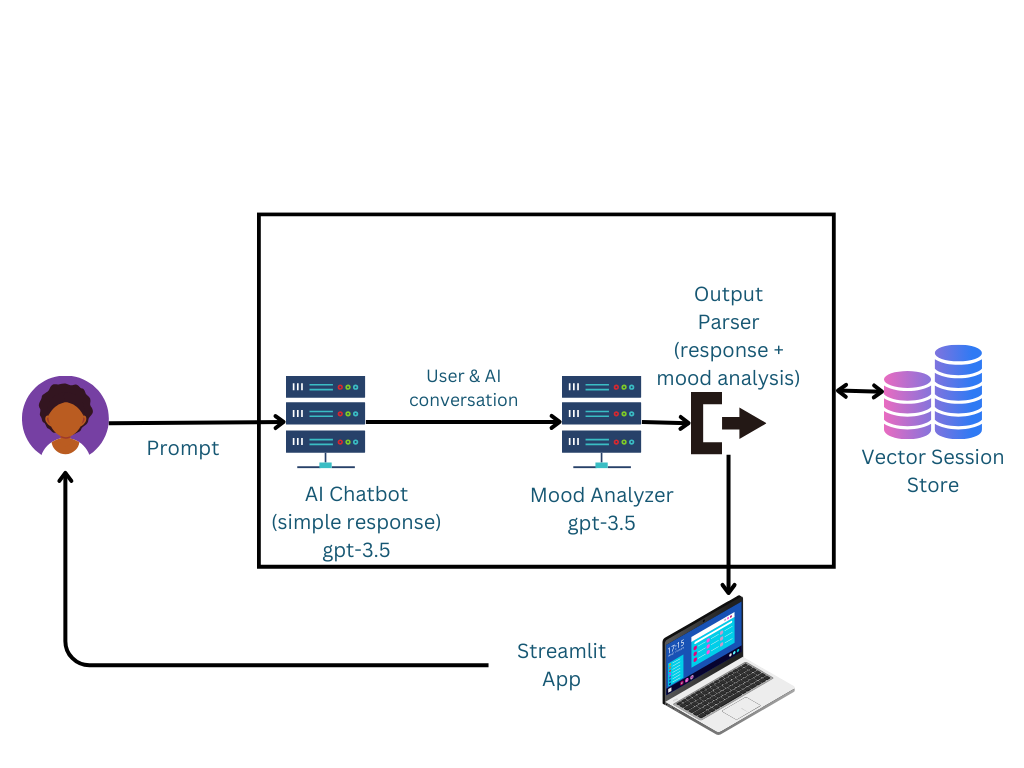 Output
Parser
(response +
mood analysis)
User & AI
conversation
Prompt
Vector Session
Store
AI Chatbot
(simple response)
gpt-3.5
Mood Analyzer
gpt-3.5
Streamlit
App
17:15